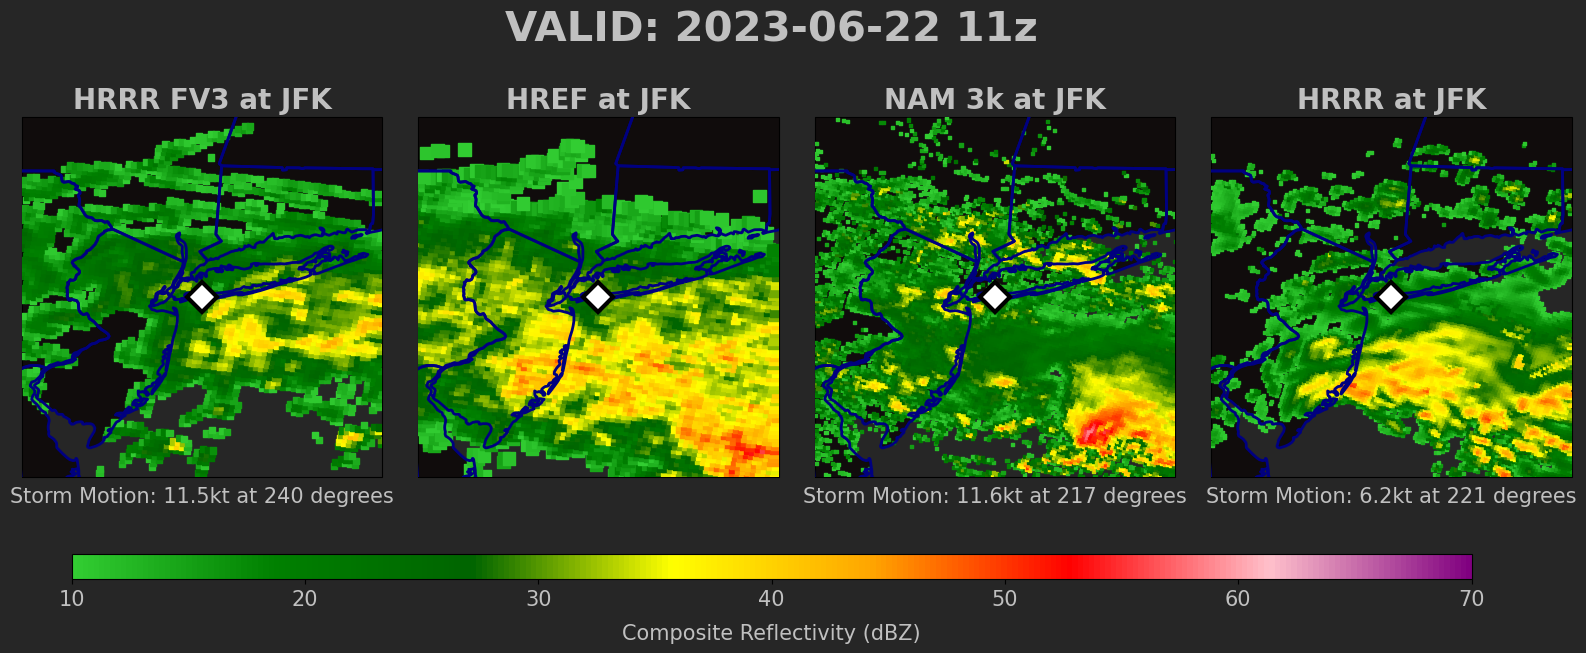 VALID: 2023-06-22 11z
HRRR FV3 at JFK
HREF at JFK
NAM 3k at JFK
HRRR at JFK
Storm Motion: 11.5kt at 240 degrees
Storm Motion: 11.6kt at 217 degrees
Storm Motion: 6.2kt at 221 degrees
10 20 30 40 50 60 70
Composite Reflectivity (dBZ)